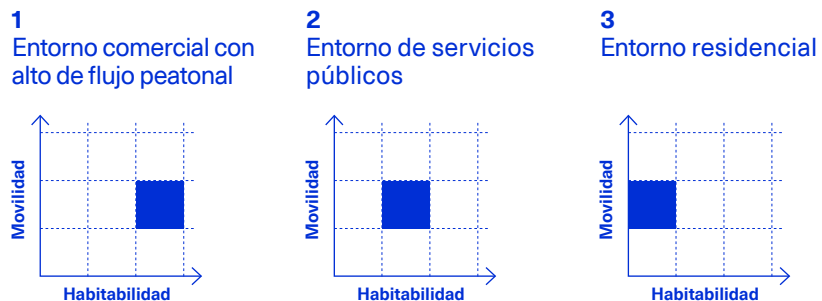 1
Entorno comercial con
alto de flujo peatonal
Movilidad
Habitabilidad
2
Entorno de servicios
públicos
Movilidad
Habitabilidad
3
Entorno residencial
Movilidad
Habitabilidad